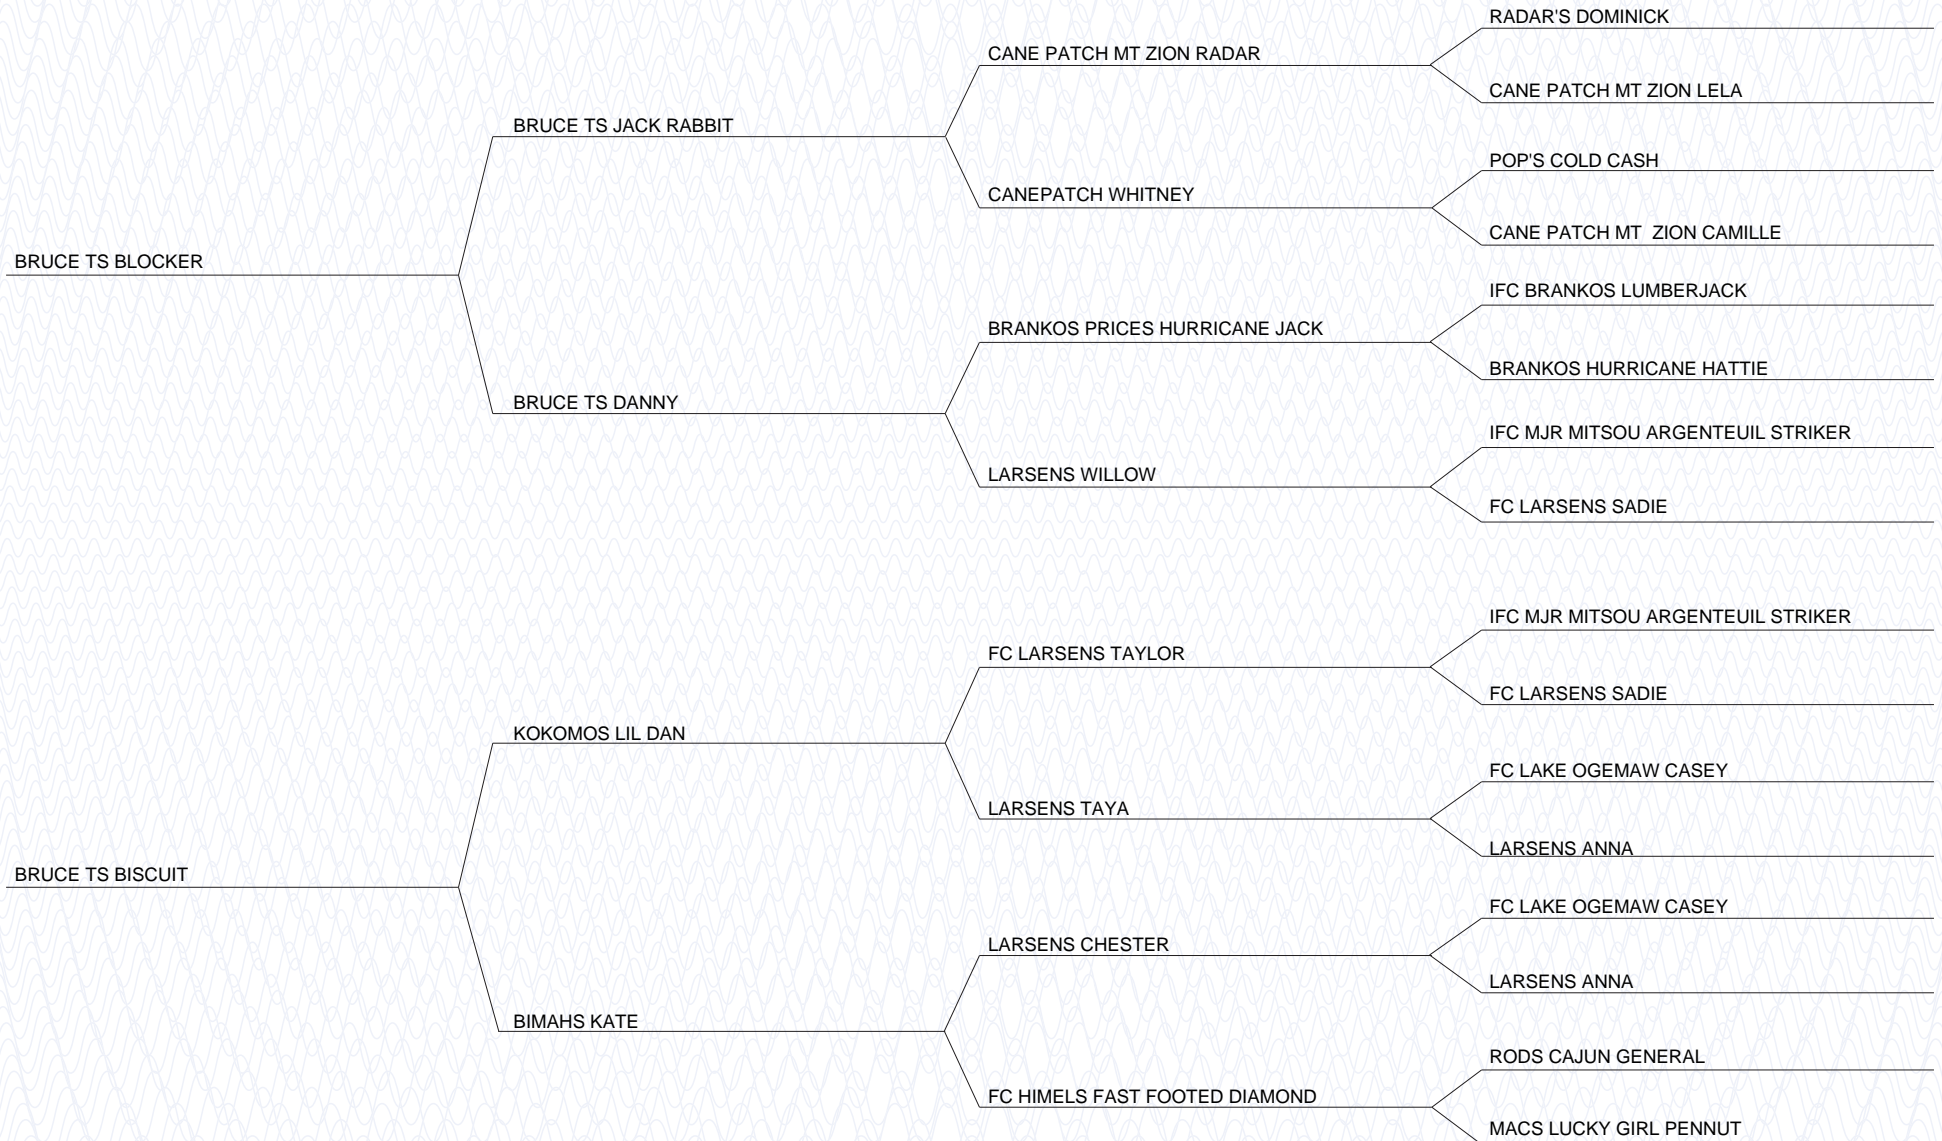 RADAR'S DOMINICK
CANE PATCH MT ZION RADAR
CANE PATCH MT ZION LELA
BRUCE TS JACK RABBIT
POP'S COLD CASH
CANEPATCH WHITNEY
CANE PATCH MT  ZION CAMILLE
BRUCE TS BLOCKER
IFC BRANKOS LUMBERJACK
BRANKOS PRICES HURRICANE JACK
BRANKOS HURRICANE HATTIE
BRUCE TS DANNY
IFC MJR MITSOU ARGENTEUIL STRIKER
LARSENS WILLOW
FC LARSENS SADIE
IFC MJR MITSOU ARGENTEUIL STRIKER
FC LARSENS TAYLOR
FC LARSENS SADIE
KOKOMOS LIL DAN
FC LAKE OGEMAW CASEY
LARSENS TAYA
LARSENS ANNA
BRUCE TS BISCUIT
FC LAKE OGEMAW CASEY
LARSENS CHESTER
LARSENS ANNA
BIMAHS KATE
RODS CAJUN GENERAL
FC HIMELS FAST FOOTED DIAMOND
MACS LUCKY GIRL PENNUT